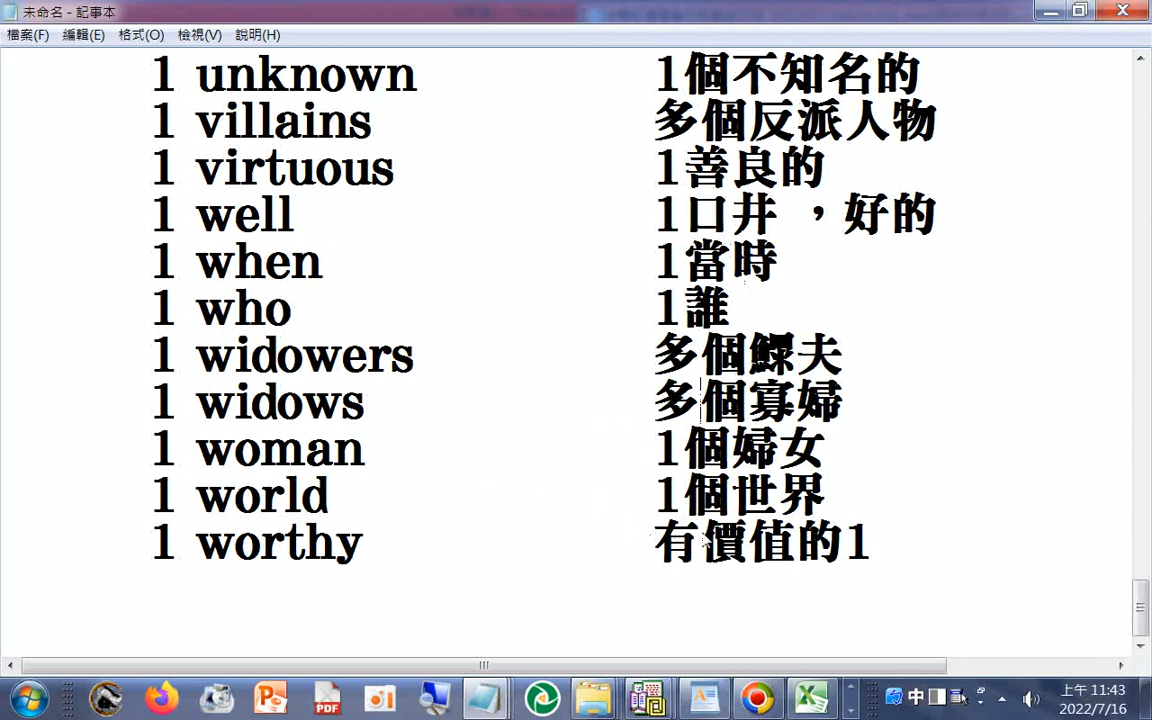 未命名 - 記事本
檔案(F) 編輯(E) 格式(O) 檢視(V) 說明(H)
1 unknown 1個不知名的
1 villains 多個反派人物
1 virtuous 1善良的
1 well 1口井 ，好的
1 when 1當時
1 who 1誰
1 widowers 多個鰥夫
1 widows 多個寡婦
1 woman 1個婦女
1 world 1個世界
1 worthy 有價值的1
PDF
中
上午 11:43
2022/7/16